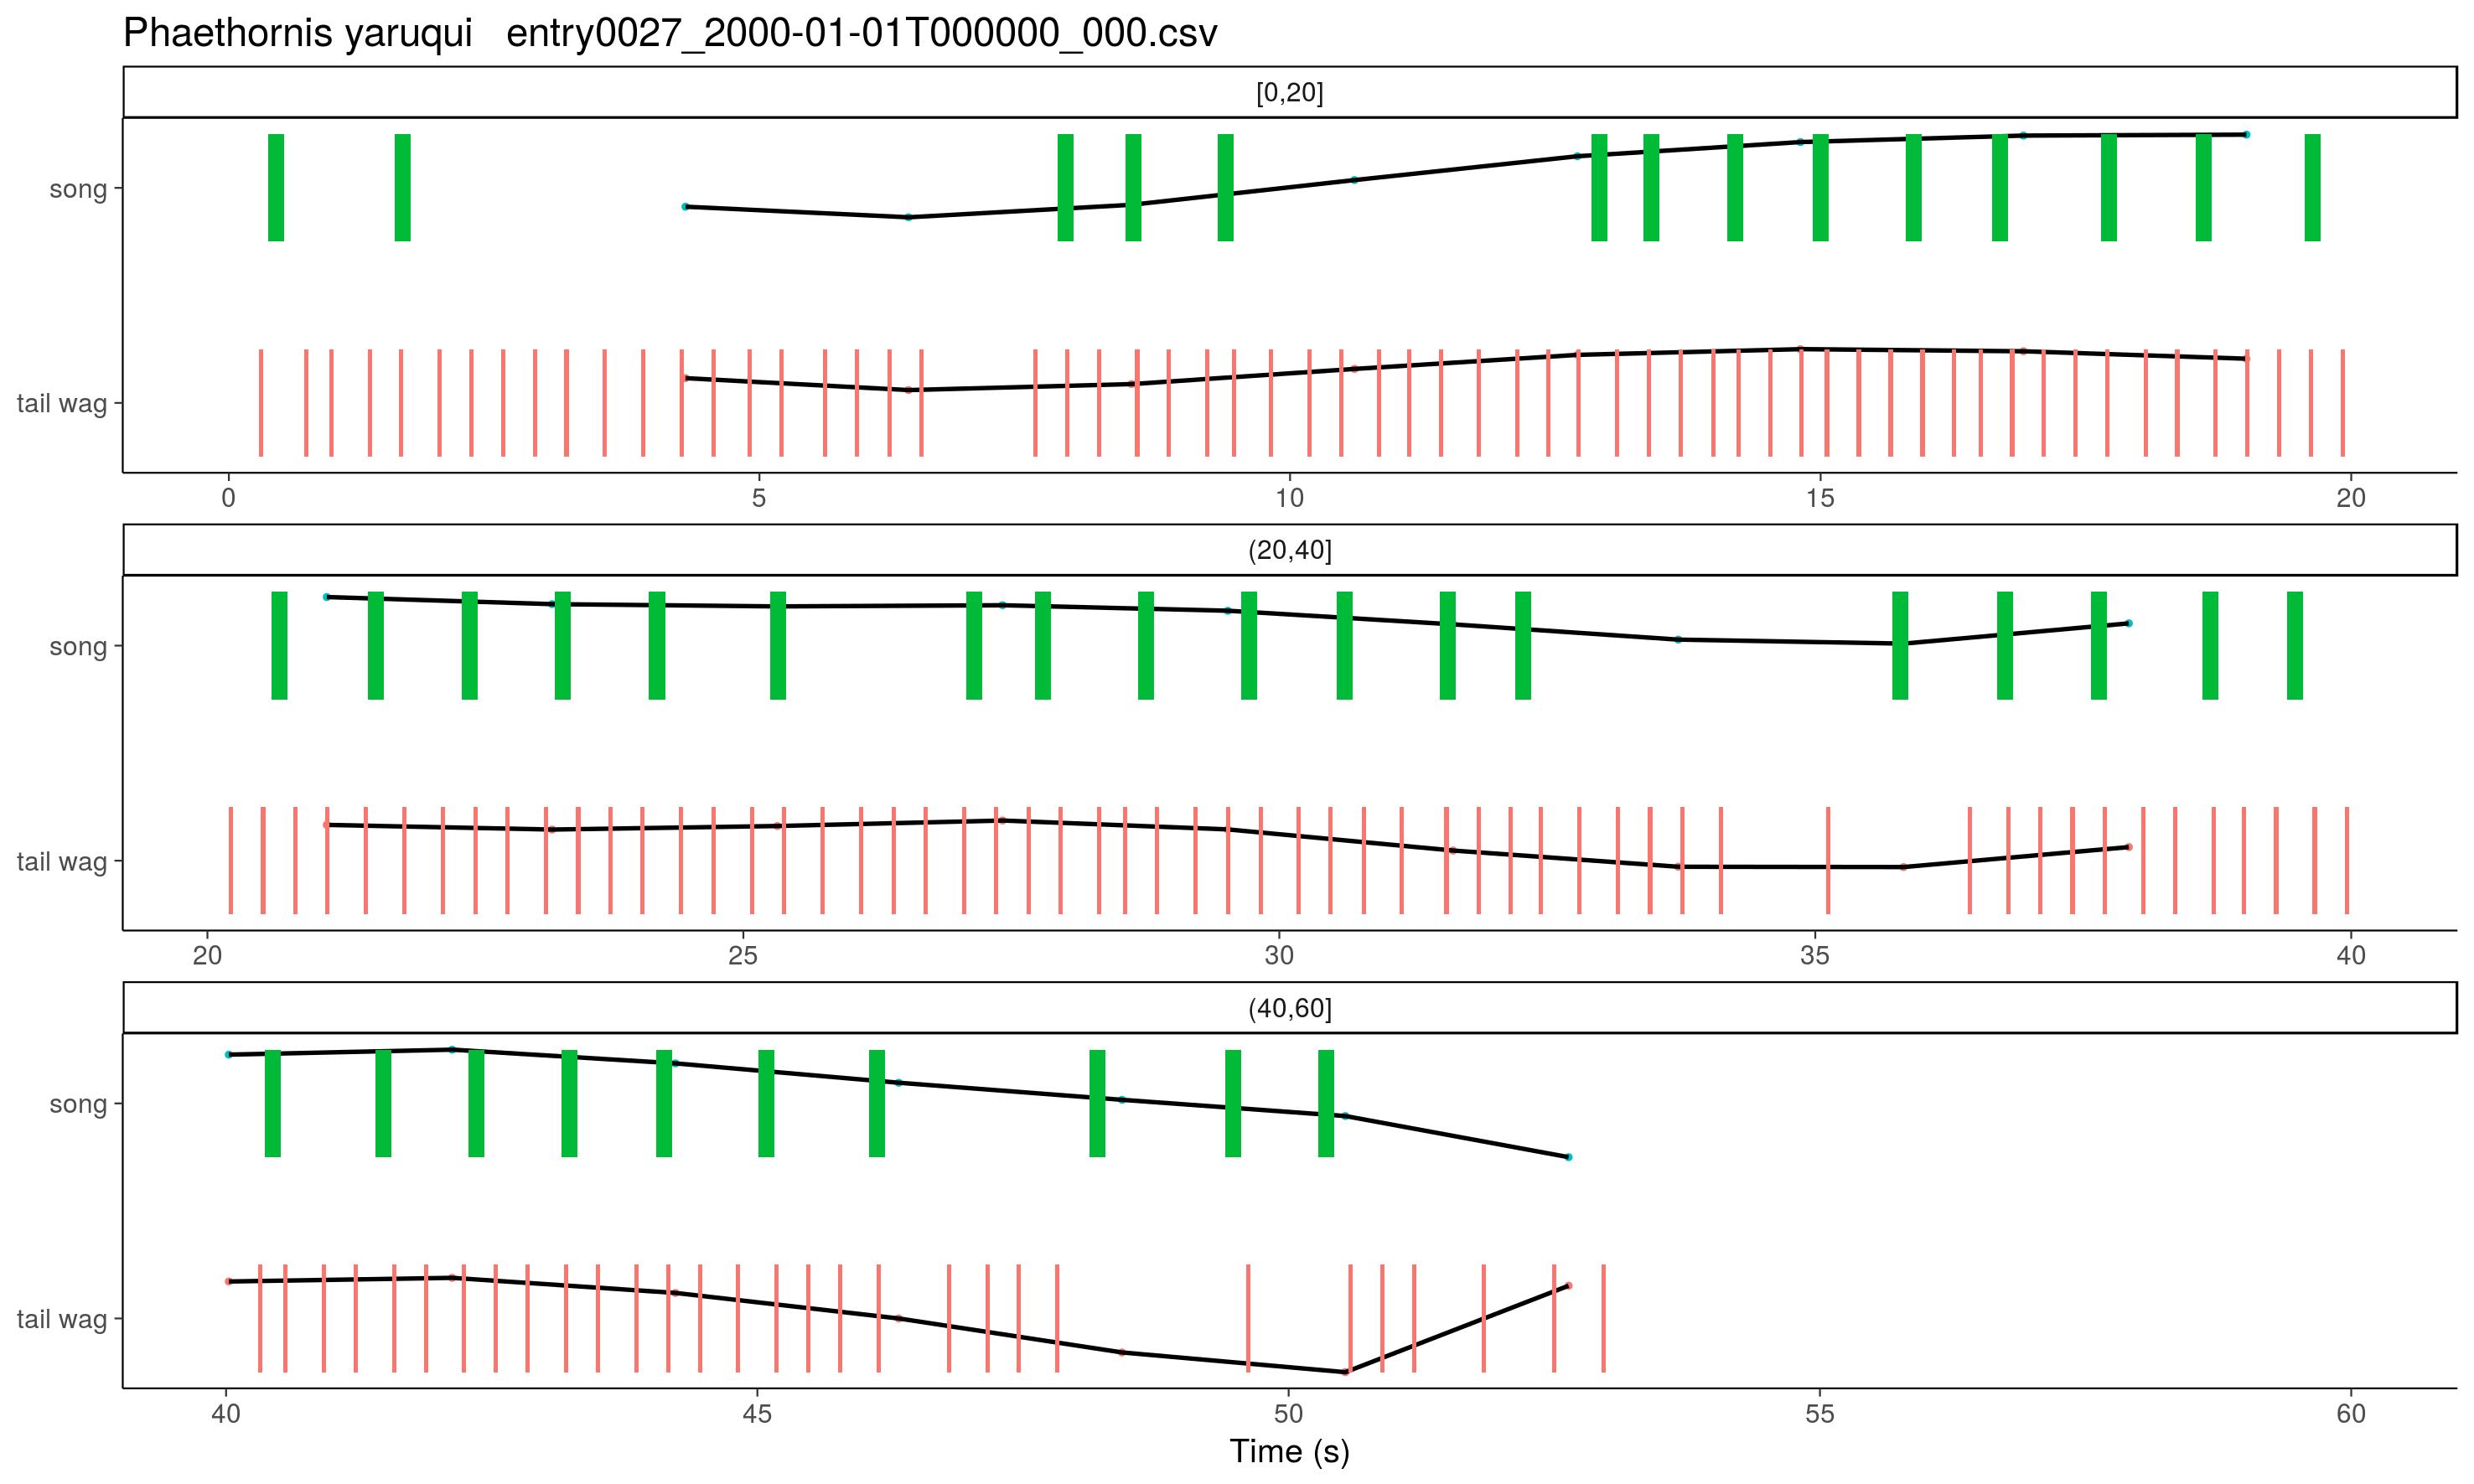 Phaethornis yaruqui   entry0027_2000-01-01T000000_000.csv
[0,20]
song
tail wag
0 5 10 15 20
(20,40]
song
tail wag
20 25 30 35 40
(40,60]
song
tail wag
40 45 50 55 60
Time (s)